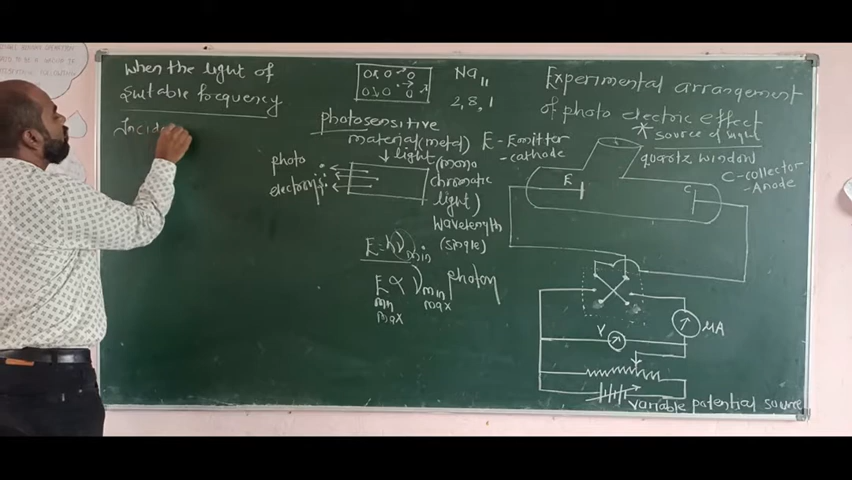 when the light of
suitable frequency
Incid
Na 11
2, 8, 1
photosensitive
material (metal)
light (mono
chromatic
light)
wavelength
(single)
photo
electrons
E = hν min
E ∝ ν min photon
min max
max
Experimental arrangement
of photo electric effect
* source of light
quartz window
E - Emitter
- cathode
C - collector
- Anode
E
C
V
μA
variable potential source